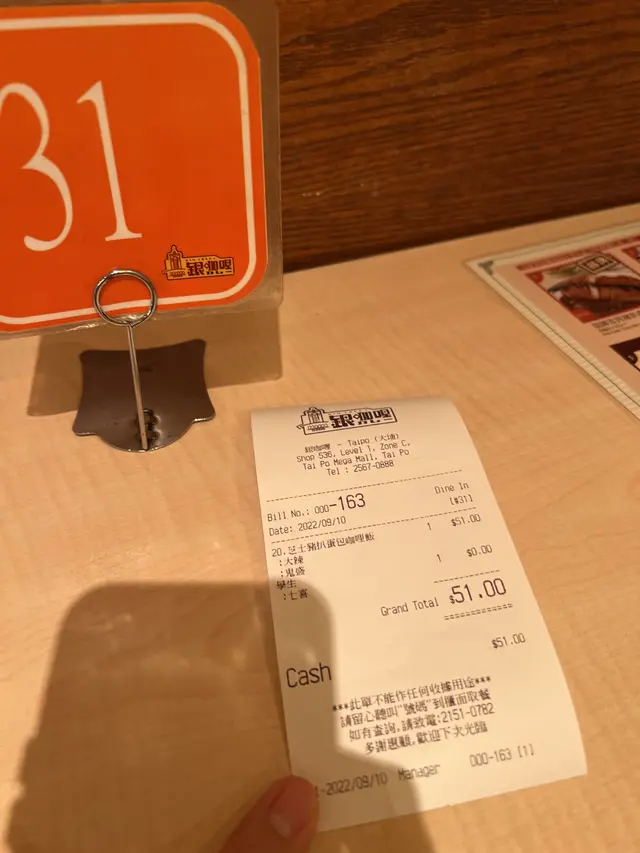 31
銀咖喱
銀咖喱
銀咖喱 - Taipo (大埔)
Shop 536, Level 1, Zone C,
Tai Po Mega Mall, Tai Po
Tel : 2567-0888
Bill No.: 000-163 Dine In
Date: 2022/09/10 [#31]
20.芝士豬扒蛋包咖喱飯 1 $51.00
:大辣
:鬼盛
學生 1 $0.00
:七喜
Grand Total $51.00
$51.00
Cash
***此單不能作任何收據用途***
請留心聽叫"號碼"到櫃面取餐
如有查詢,請致電:2151-0782
多謝惠顧,歡迎下次光臨
-2022/09/10 Manager 000-163 [1]